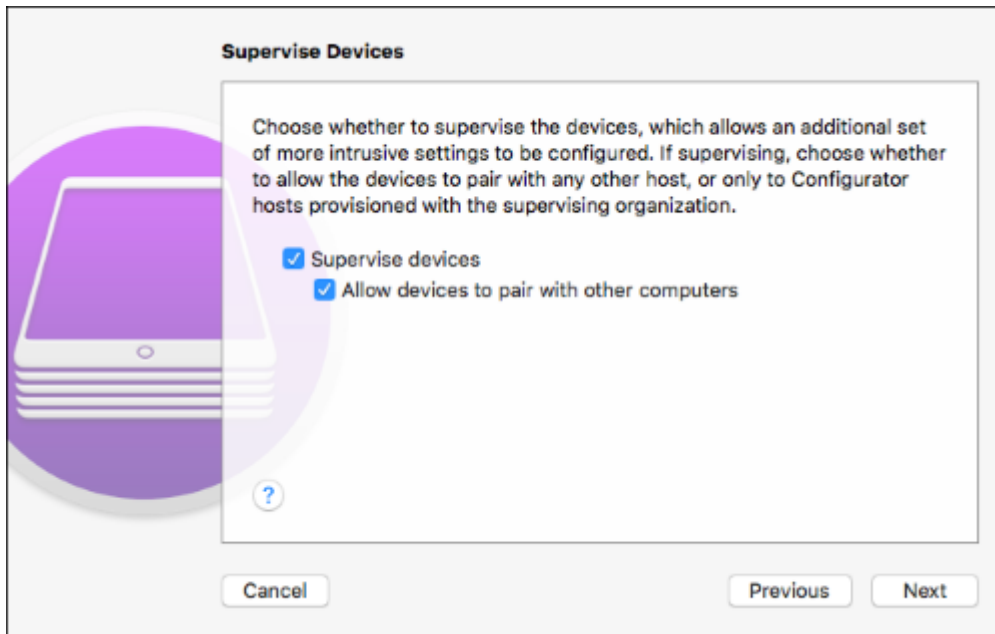 Supervise Devices
Choose whether to supervise the devices, which allows an additional set
of more intrusive settings to be configured. If supervising, choose whether
to allow the devices to pair with any other host, or only to Configurator
hosts provisioned with the supervising organization.
Supervise devices
Allow devices to pair with other computers
?
Cancel Previous Next